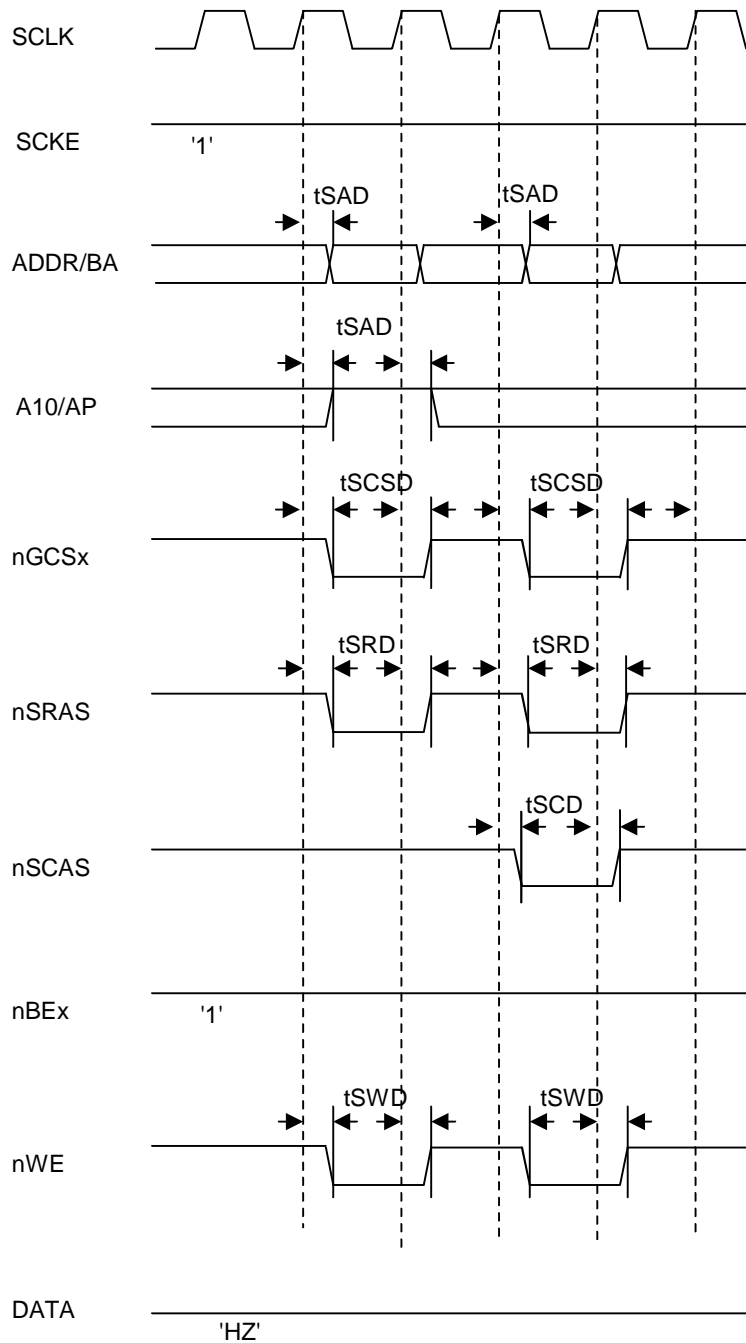 SCLK
SCKE
'1'
tSAD tSAD
ADDR/BA
tSAD
A10/AP
tSCSD tSCSD
nGCSx
tSRD tSRD
nSRAS
tSCD
nSCAS
nBEx
'1'
tSWD tSWD
nWE
DATA
'HZ'